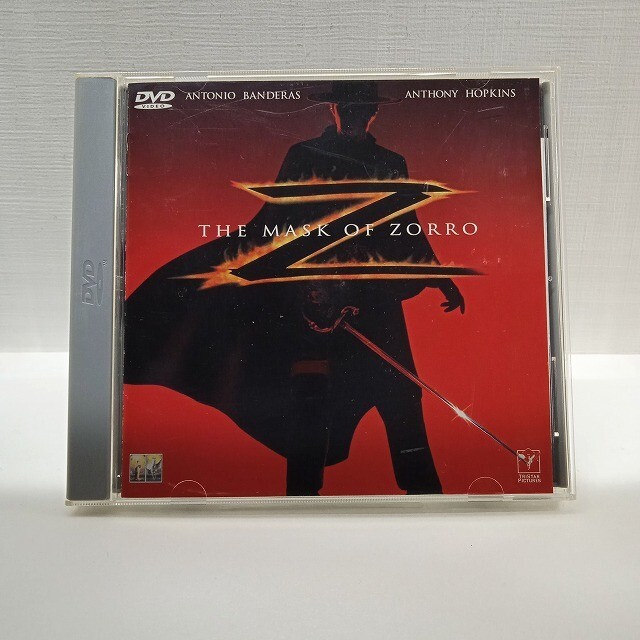 DVD
VIDEO
ANTONIO BANDERAS
ANTHONY HOPKINS
Z
THE MASK OF ZORRO
DVD
TRISTAR
PICTURES